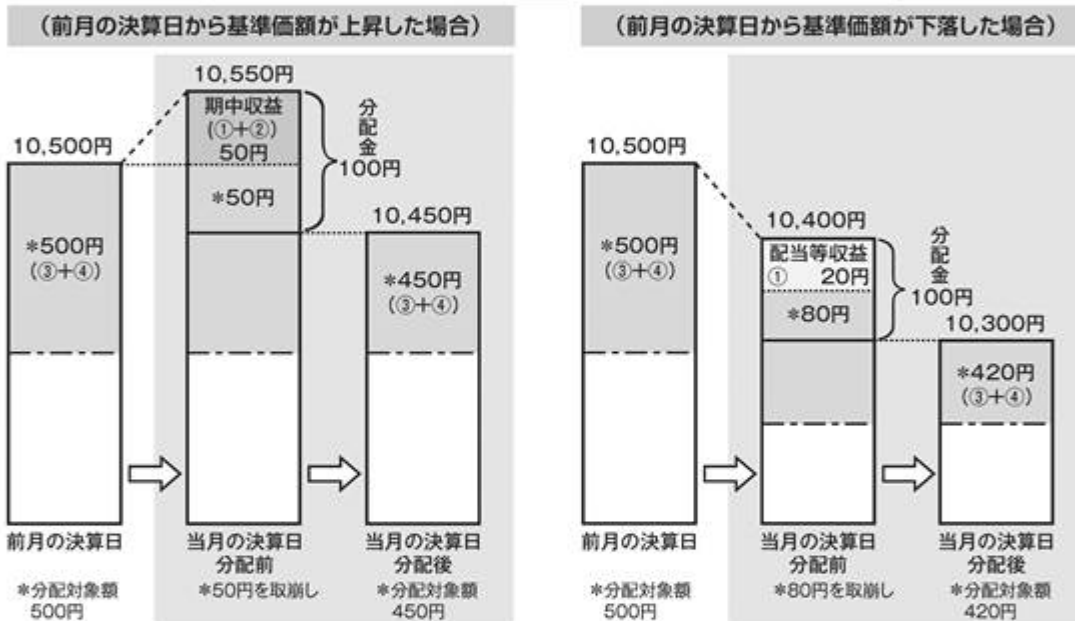 （前月の決算日から基準価額が上昇した場合）
10,550円
期中収益
(①＋②)
50円
分配金
100円
10,500円
＊50円
10,450円
＊500円
(③＋④)
＊450円
(③＋④)
前月の決算日
当月の決算日
分配前
当月の決算日
分配後
＊分配対象額
500円
＊50円を取崩し
＊分配対象額
450円
（前月の決算日から基準価額が下落した場合）
10,500円
10,400円
配当等収益
① 20円
分配金
100円
＊80円
10,300円
＊500円
(③＋④)
＊420円
(③＋④)
前月の決算日
当月の決算日
分配前
当月の決算日
分配後
＊分配対象額
500円
＊80円を取崩し
＊分配対象額
420円